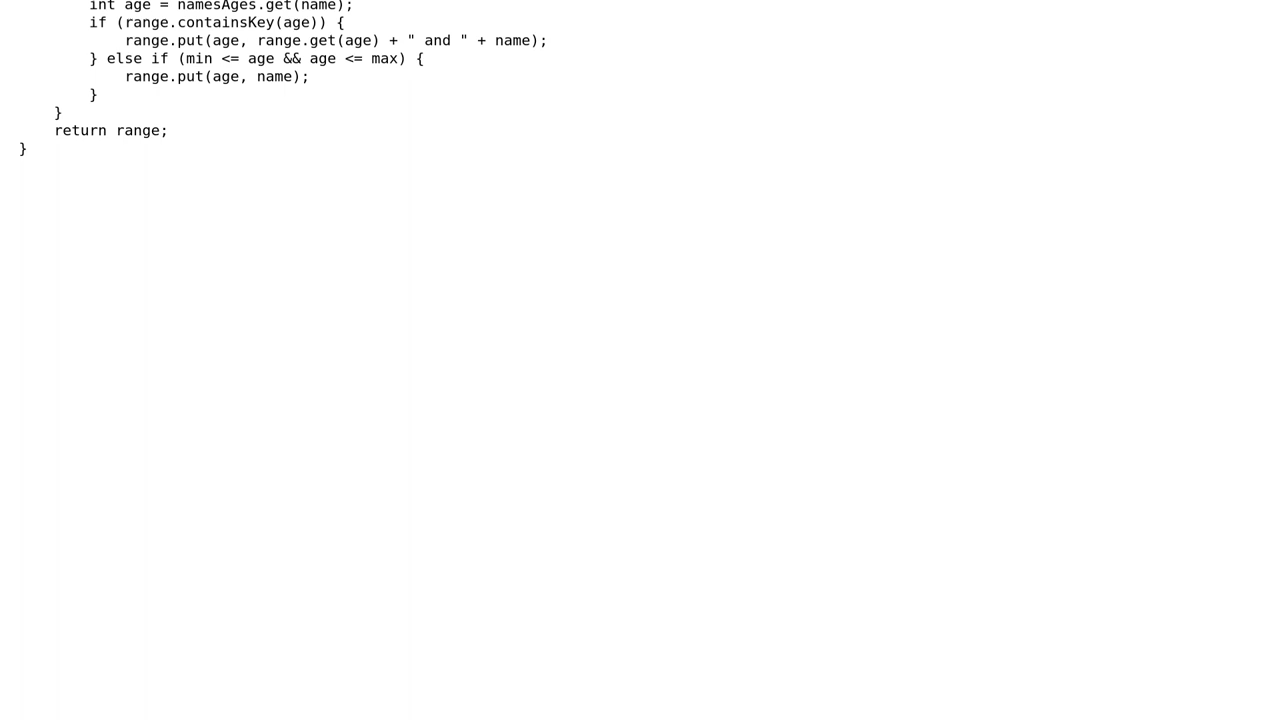 int age = namesAges.get(name);
if (range.containsKey(age)) {
range.put(age, range.get(age) + " and " + name);
} else if (min <= age && age <= max) {
range.put(age, name);
}
}
return range;
}